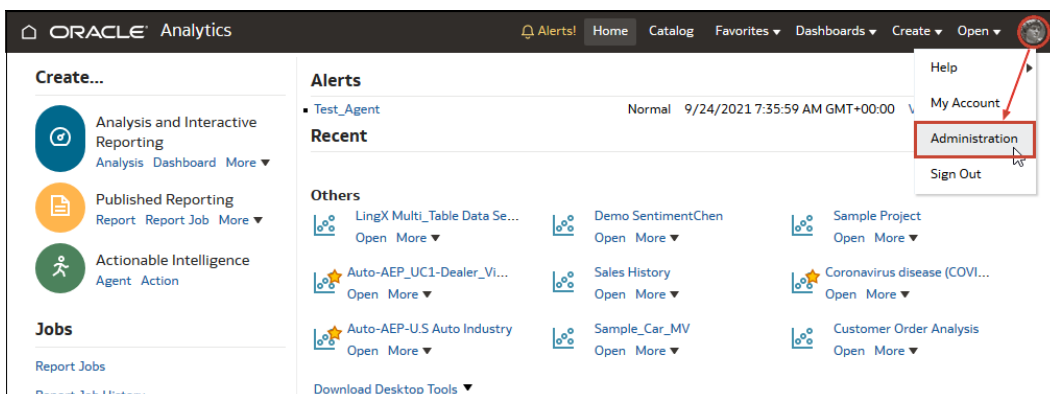 ORACLE Analytics
Alerts! Home Catalog Favorites Dashboards Create Open
Help
My Account
Administration
Sign Out
Create...
Analysis and Interactive
Reporting
Analysis Dashboard More
Published Reporting
Report Report Job More
Actionable Intelligence
Agent Action
Jobs
Report Jobs
Report Job History
Alerts
Test_Agent Normal 9/24/2021 7:35:59 AM GMT+00:00
Recent
Others
LingX Multi_Table Data Se...
Open More
Demo SentimentChen
Open More
Sample Project
Open More
Auto-AEP_UC1-Dealer_Vi...
Open More
Sales History
Open More
Coronavirus disease (COVI...
Open More
Auto-AEP-U.S Auto Industry
Open More
Sample_Car_MV
Open More
Customer Order Analysis
Open More
Download Desktop Tools